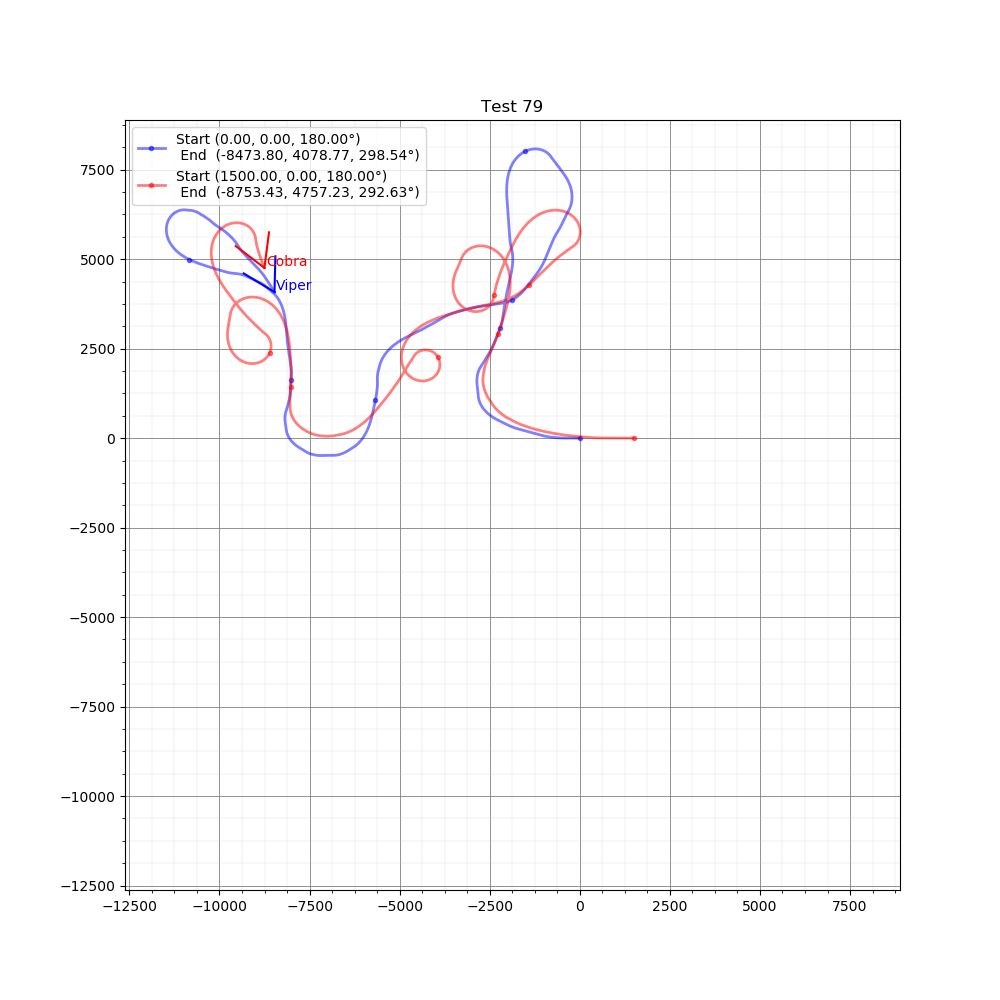 Test 79
Start (0.00, 0.00, 180.00°)
End (-8473.80, 4078.77, 298.54°)
Start (1500.00, 0.00, 180.00°)
End (-8753.43, 4757.23, 292.63°)
7500
5000
2500
0
−2500
−5000
−7500
−10000
−12500
Cobra
Viper
−12500 −10000 −7500 −5000 −2500 0 2500 5000 7500